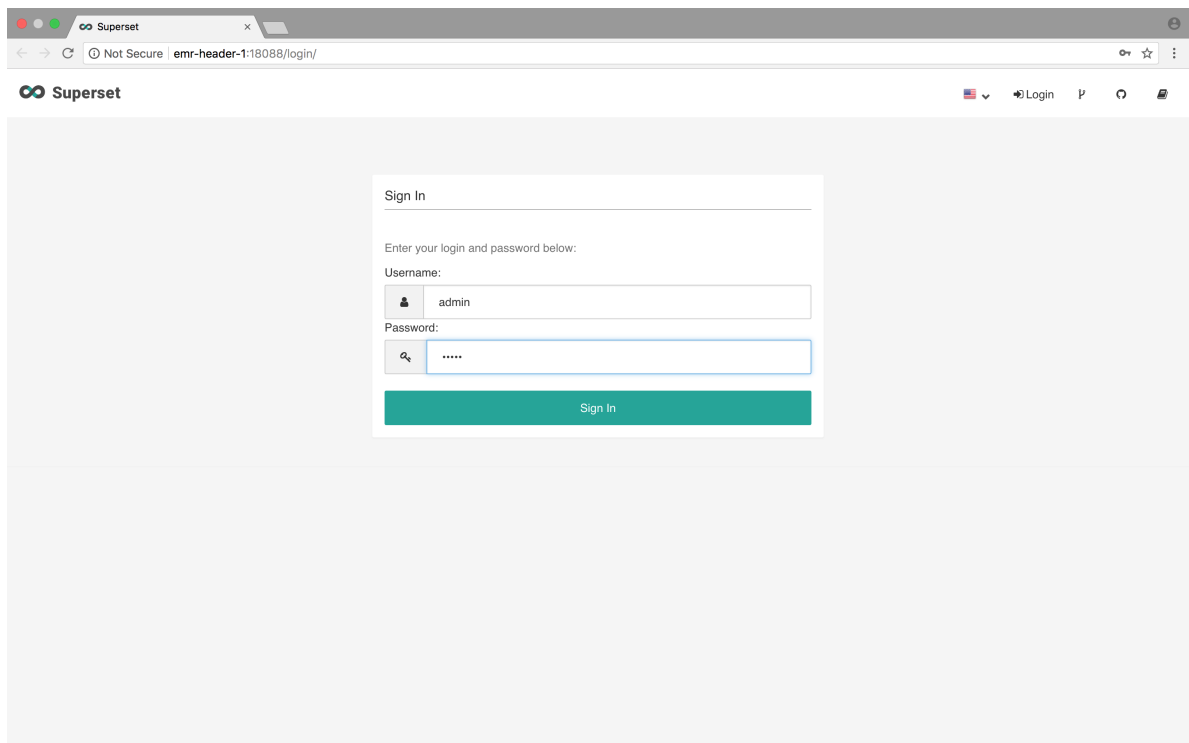 Superset
Not Secure emr-header-1:18088/login/
Superset
Login
Sign In
Enter your login and password below:
Username:
admin
Password:
•••••
Sign In